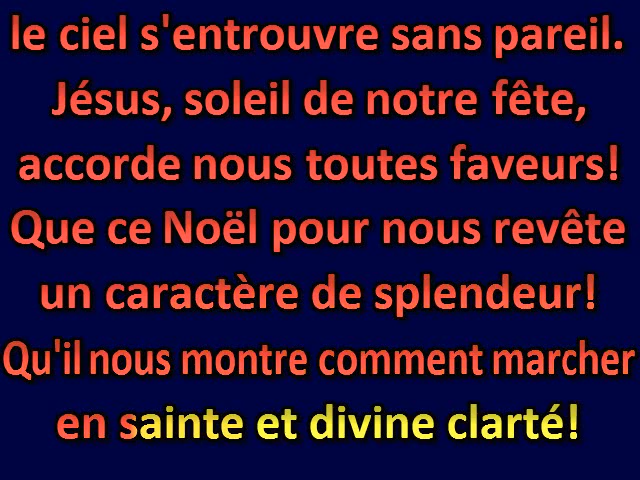 le ciel s'entrouvre sans pareil.
Jésus, soleil de notre fête,
accorde nous toutes faveurs!
Que ce Noël pour nous revête
un caractère de splendeur!
Qu'il nous montre comment marcher
en sainte et divine clarté!